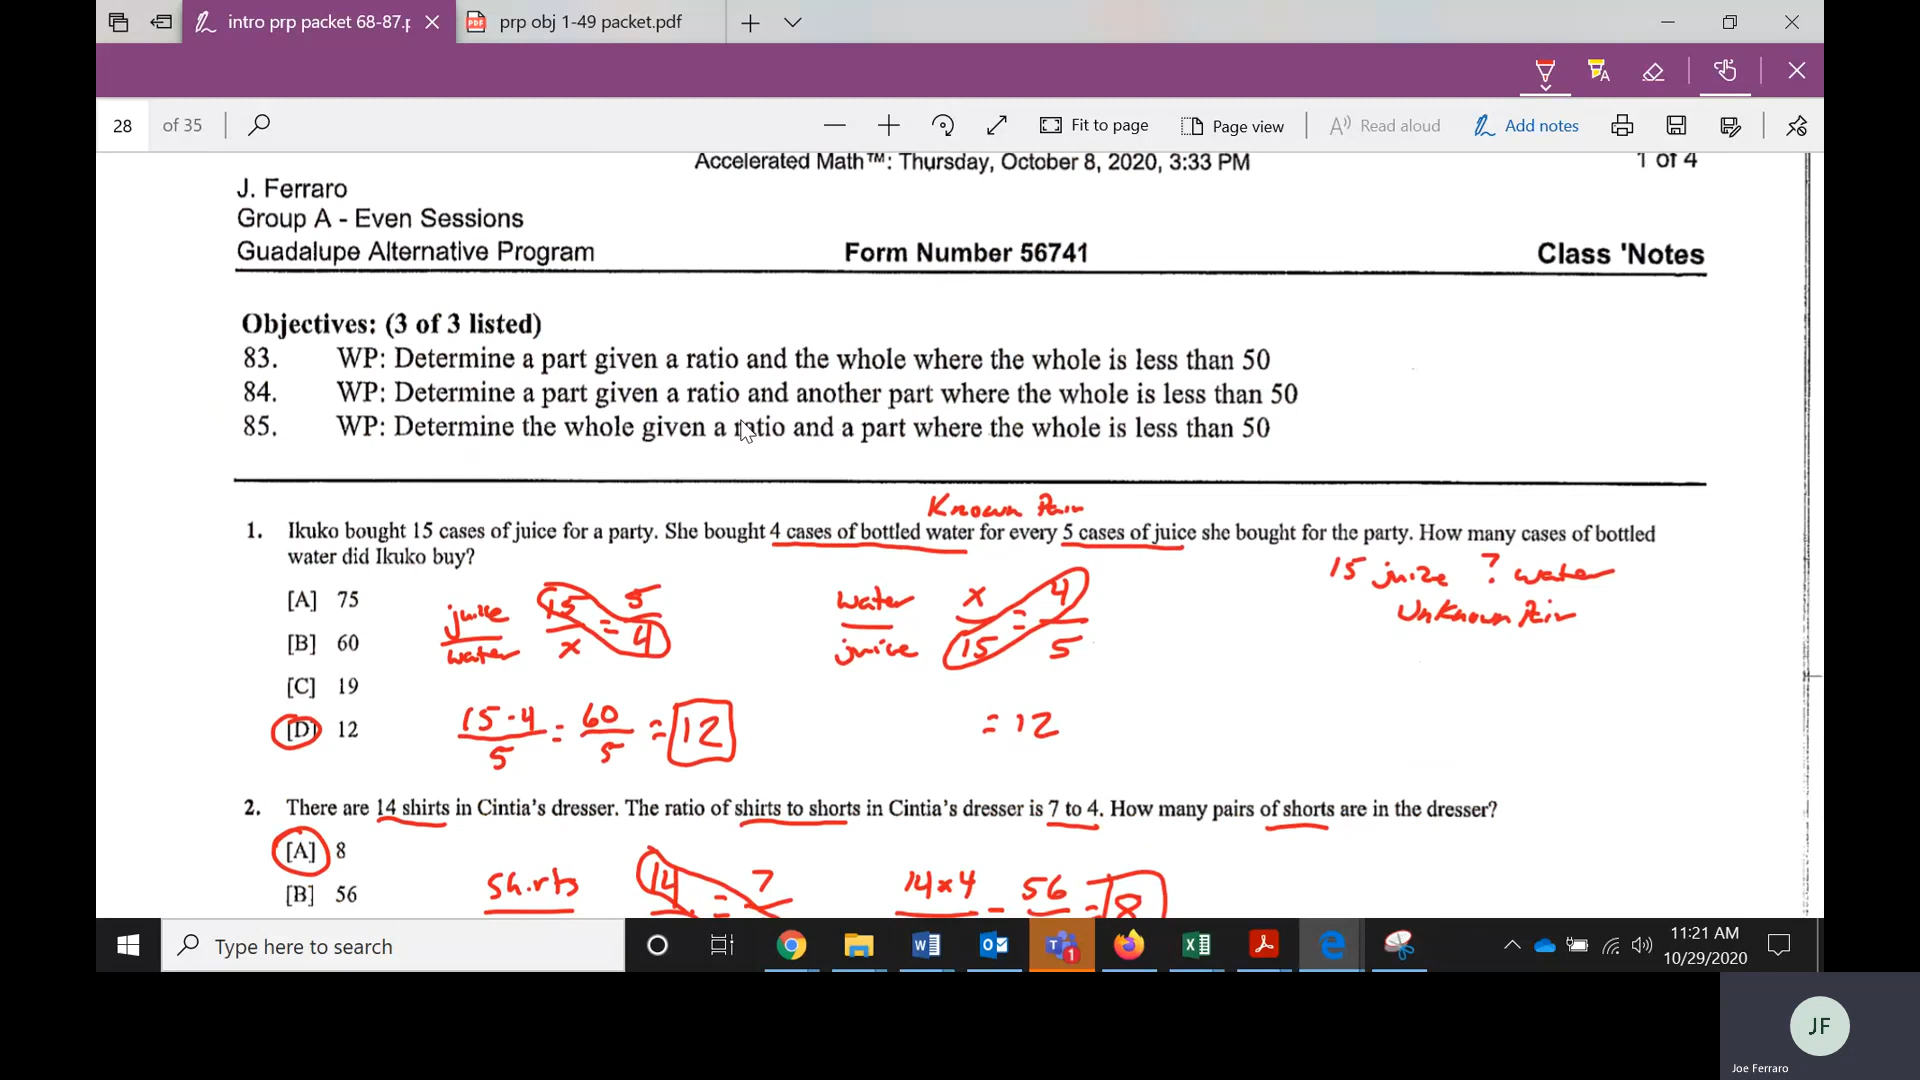 intro prp packet 68-87.p
prp obj 1-49 packet.pdf
28 of 35
Fit to page
Page view
Read aloud
Add notes
Accelerated Math™: Thursday, October 8, 2020, 3:33 PM
1 of 4
J. Ferraro
Group A - Even Sessions
Guadalupe Alternative Program
Form Number 56741
Class 'Notes
Objectives: (3 of 3 listed)
83. WP: Determine a part given a ratio and the whole where the whole is less than 50
84. WP: Determine a part given a ratio and another part where the whole is less than 50
85. WP: Determine the whole given a ratio and a part where the whole is less than 50
Known Pair
1. Ikuko bought 15 cases of juice for a party. She bought 4 cases of bottled water for every 5 cases of juice she bought for the party. How many cases of bottled
water did Ikuko buy?
15 juice ? water
UnKnown Pair
[A] 75
[B] 60
[C] 19
[D] 12
juice 15 5
water x = 4
water x 4
juice 15 = 5
15 · 4 / 5 = 60 / 5 = 12
= 12
2. There are 14 shirts in Cintia's dresser. The ratio of shirts to shorts in Cintia's dresser is 7 to 4. How many pairs of shorts are in the dresser?
[A] 8
[B] 56
shirts 14 = 7
14 x 4 = 56 = 8
Type here to search
11:21 AM
10/29/2020
JF
Joe Ferraro